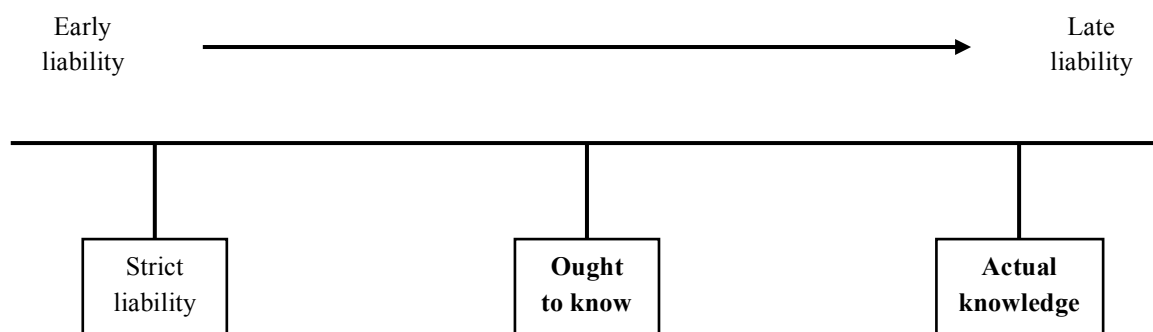 Early
liability
Late
liability
Strict
liability
Ought
to know
Actual
knowledge